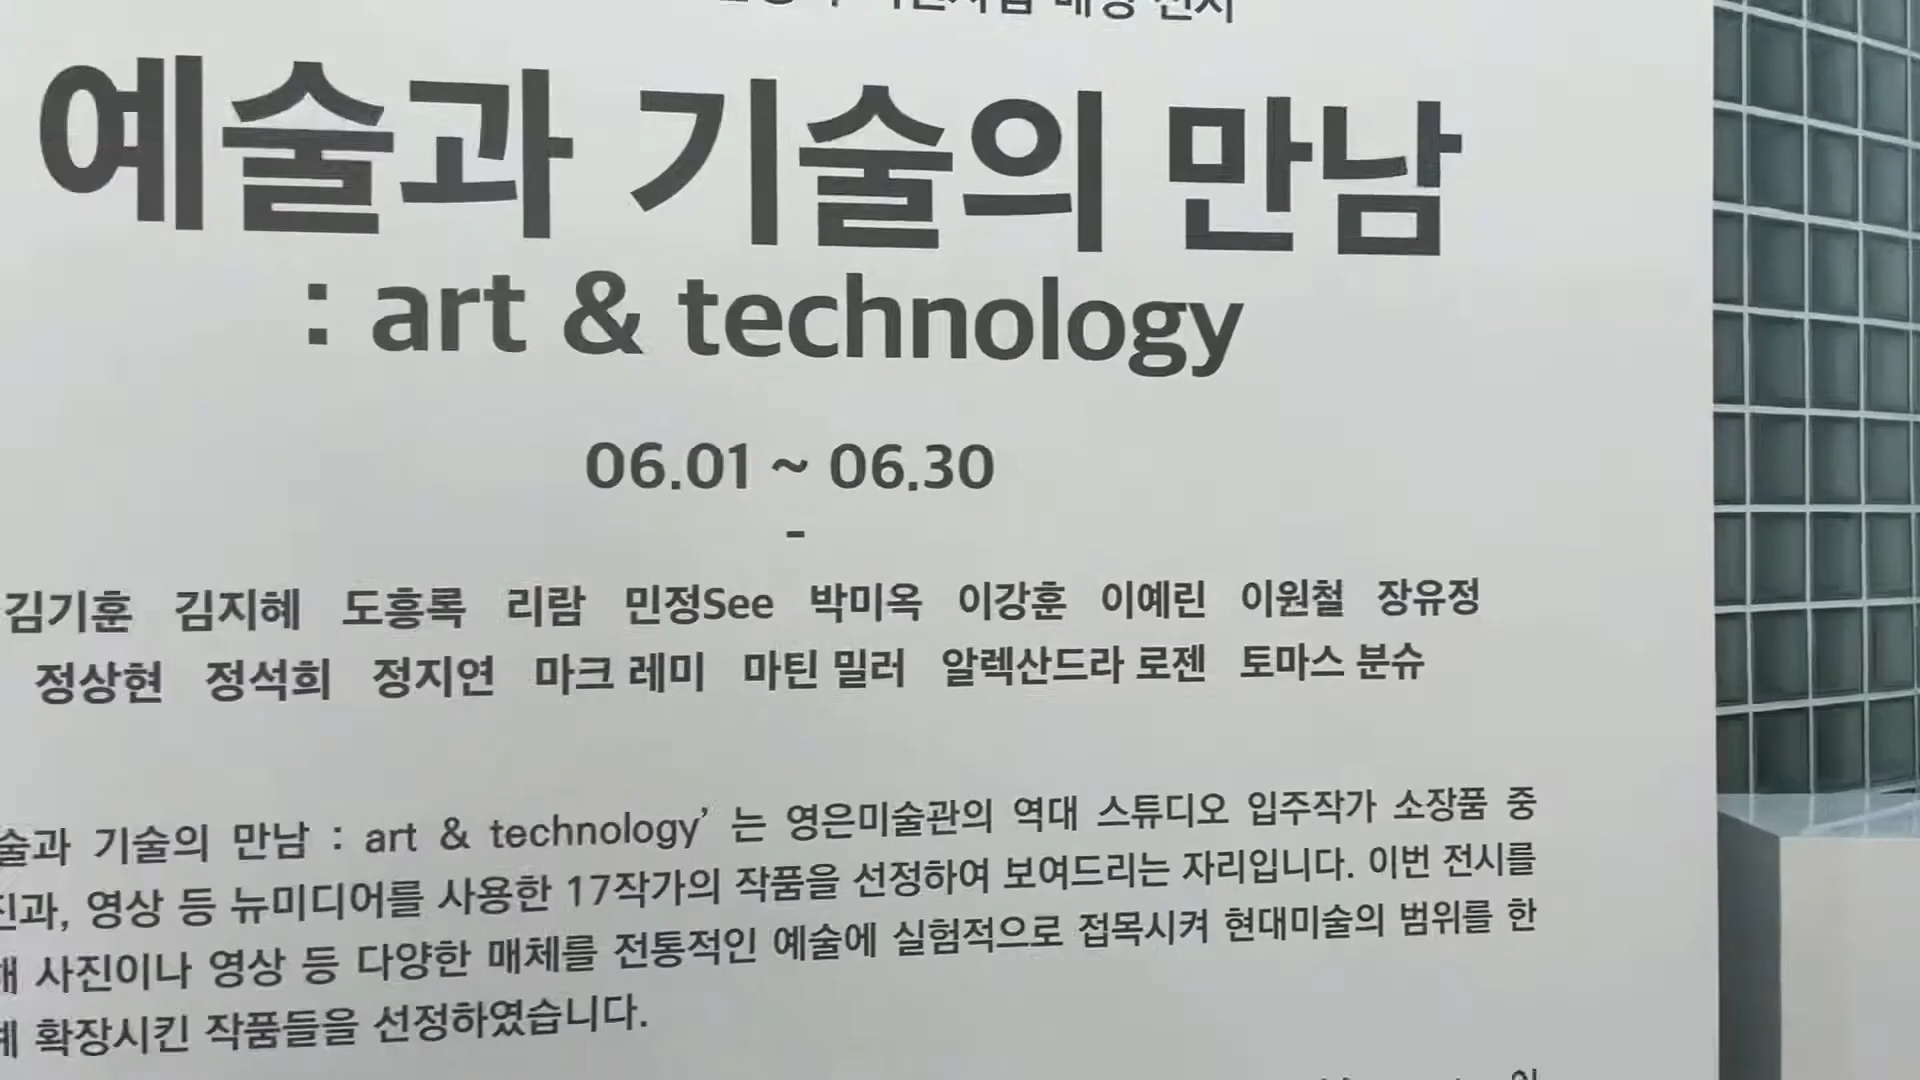 전시
예술과 기술의 만남
: art & technology
06.01 ~ 06.30
-
김기훈 김지혜 도흥록 리람 민정See 박미옥 이강훈 이예린 이원철 장유정
정상현 정석희 정지연 마크 레미 마틴 밀러 알렉산드라 로젠 토마스 분슈
술과 기술의 만남 : art & technology’ 는 영은미술관의 역대 스튜디오 입주작가 소장품 중
진과, 영상 등 뉴미디어를 사용한 17작가의 작품을 선정하여 보여드리는 자리입니다. 이번 전시를
해 사진이나 영상 등 다양한 매체를 전통적인 예술에 실험적으로 접목시켜 현대미술의 범위를 한
확장시킨 작품들을 선정하였습니다.